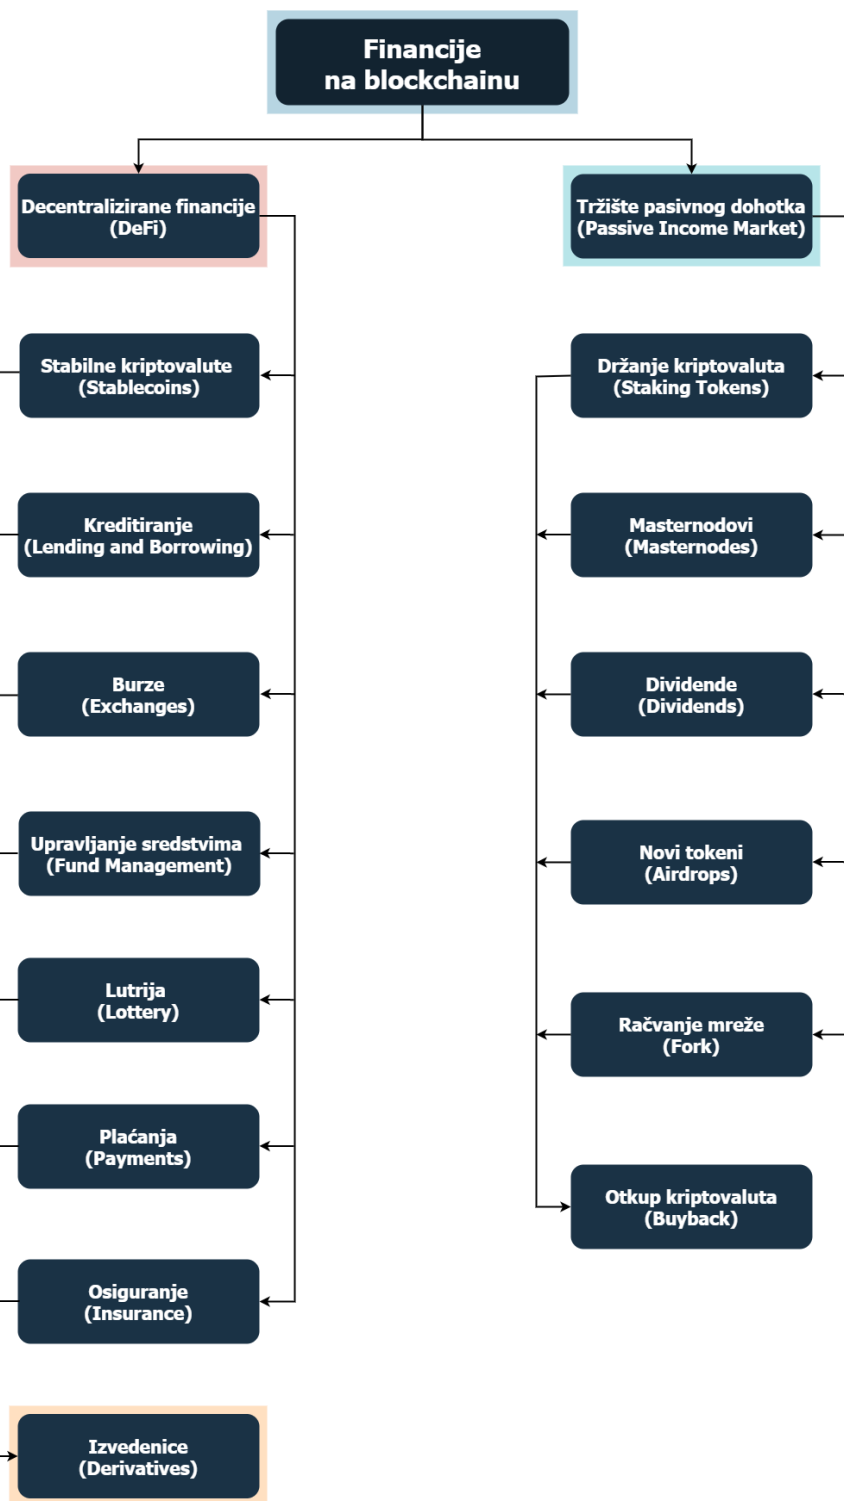 Financije
na blockchainu
Decentralizirane financije
(DeFi)
Tržište pasivnog dohotka
(Passive Income Market)
Stabilne kriptovalute
(Stablecoins)
Držanje kriptovaluta
(Staking Tokens)
Kreditiranje
(Lending and Borrowing)
Masternodovi
(Masternodes)
Burze
(Exchanges)
Dividende
(Dividends)
Upravljanje sredstvima
(Fund Management)
Novi tokeni
(Airdrops)
Lutrija
(Lottery)
Račvanje mreže
(Fork)
Plaćanja
(Payments)
Otkup kriptovaluta
(Buyback)
Osiguranje
(Insurance)
Izvedenice
(Derivatives)